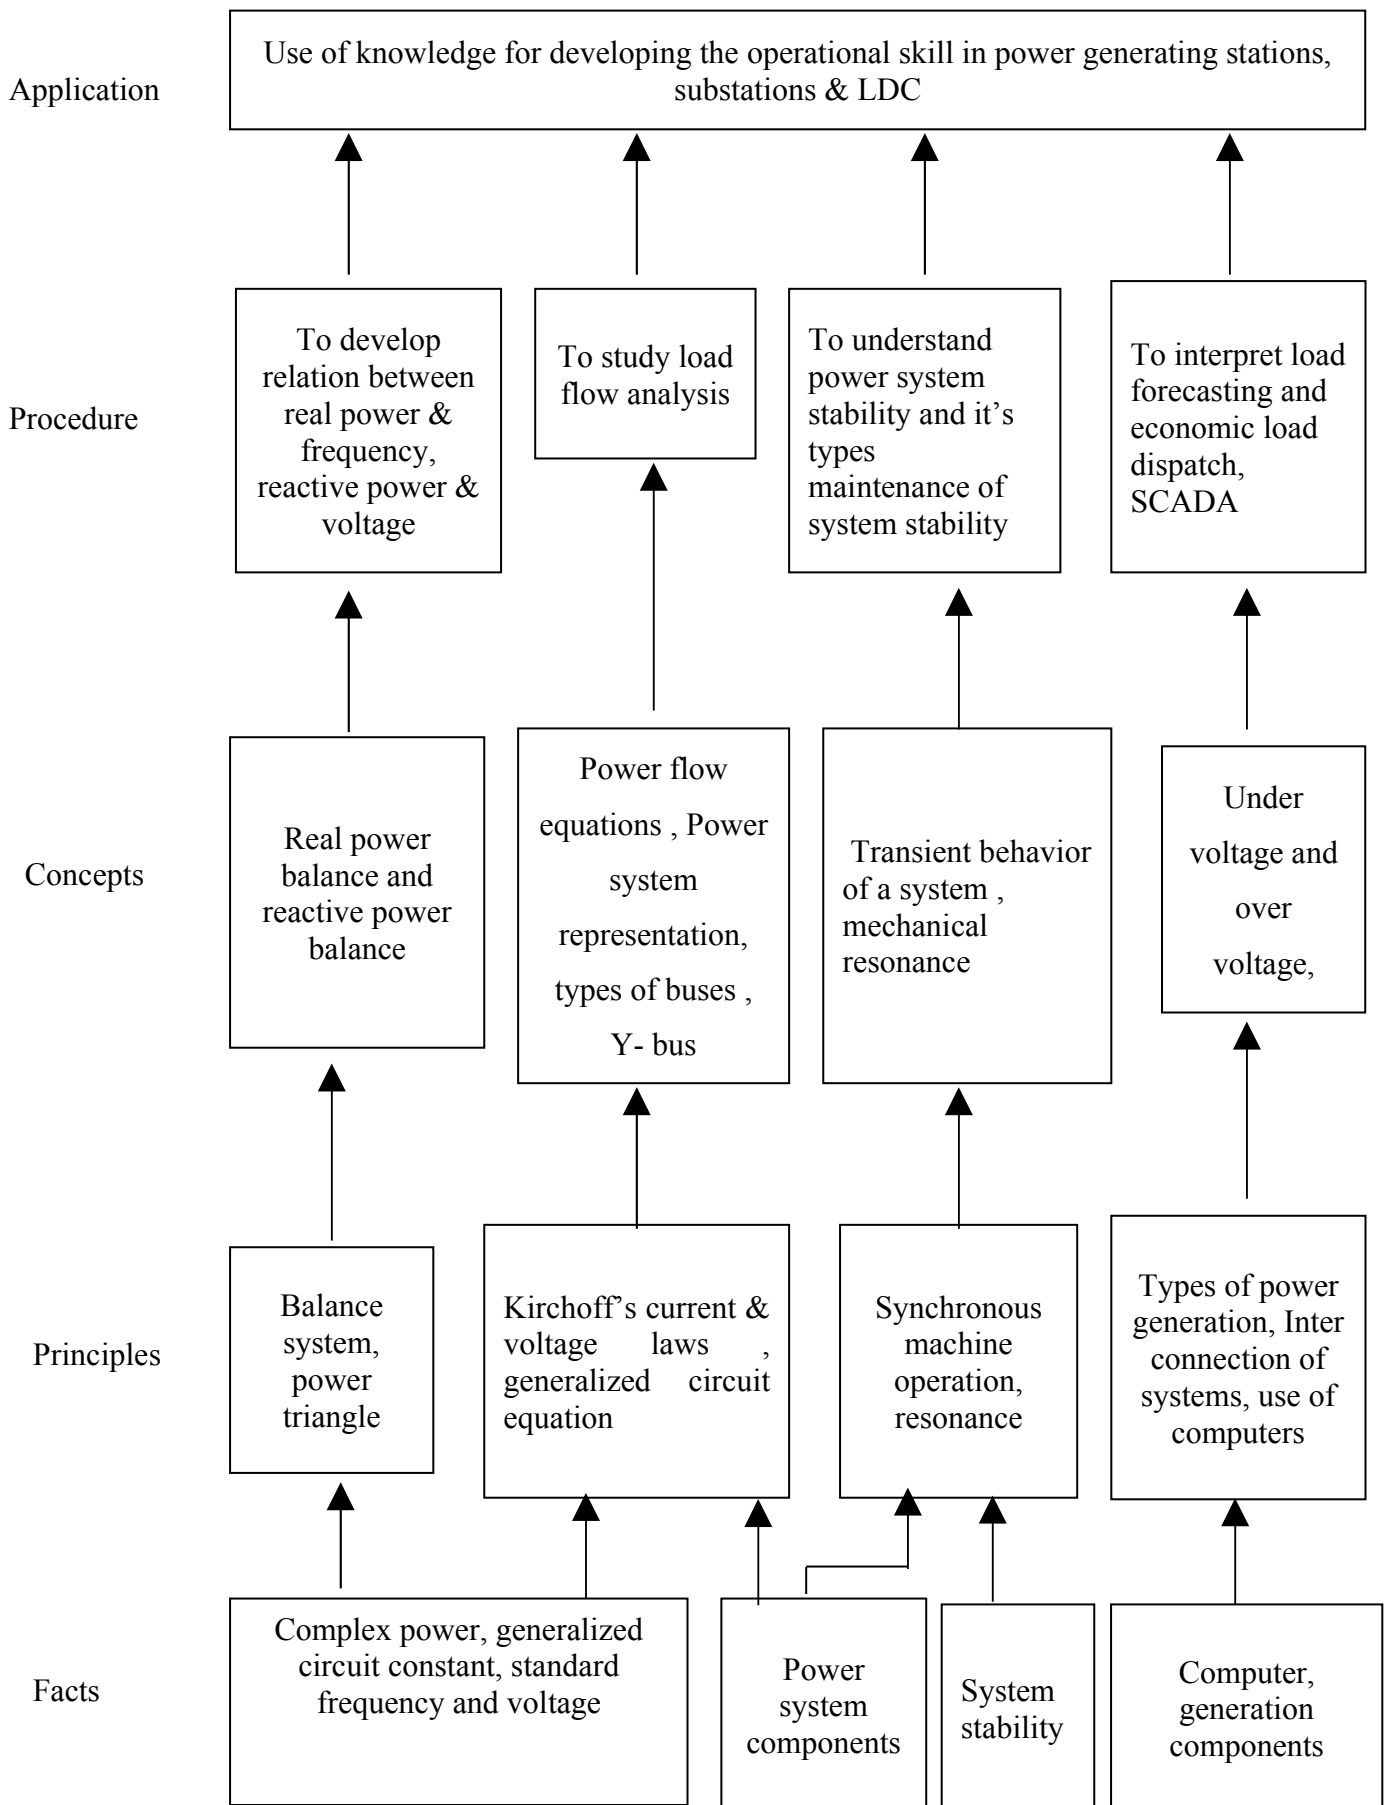 Application
Use of knowledge for developing the operational skill in power generating stations,
substations & LDC
Procedure
To develop
relation between
real power &
frequency,
reactive power &
voltage
To study load
flow analysis
To understand
power system
stability and it’s
types
maintenance of
system stability
To interpret load
forecasting and
economic load
dispatch,
SCADA
Concepts
Real power
balance and
reactive power
balance
Power flow
equations , Power
system
representation,
types of buses ,
Y- bus
Transient behavior
of a system ,
mechanical
resonance
Under
voltage and
over
voltage,
Principles
Balance
system,
power
triangle
Kirchoff’s current &
voltage laws ,
generalized circuit
equation
Synchronous
machine
operation,
resonance
Types of power
generation, Inter
connection of
systems, use of
computers
Facts
Complex power, generalized
circuit constant, standard
frequency and voltage
Power
system
components
System
stability
Computer,
generation
components